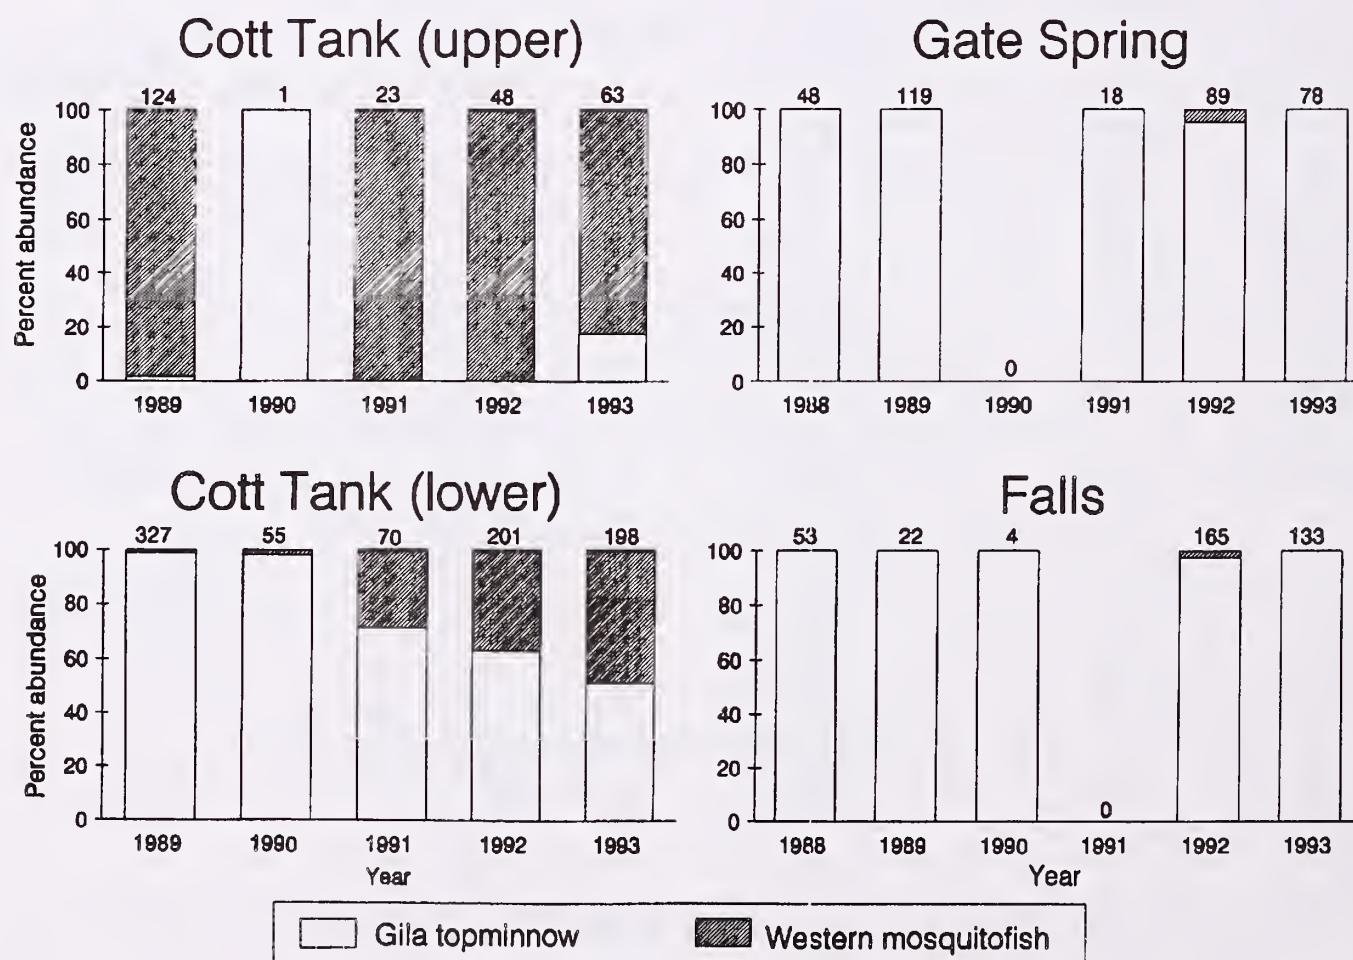 Cott Tank (upper)
124 1 23 48 63
100
80
60
40
20
0
Percent abundance
1989 1990 1991 1992 1993
Gate Spring
48 119 18 89 78
100
80
60
40
20
0
0
1988 1989 1990 1991 1992 1993
Cott Tank (lower)
327 55 70 201 198
100
80
60
40
20
0
Percent abundance
1989 1990 1991 1992 1993
Year
Falls
53 22 4 165 133
100
80
60
40
20
0
0
1988 1989 1990 1991 1992 1993
Year
Gila topminnow Western mosquitofish